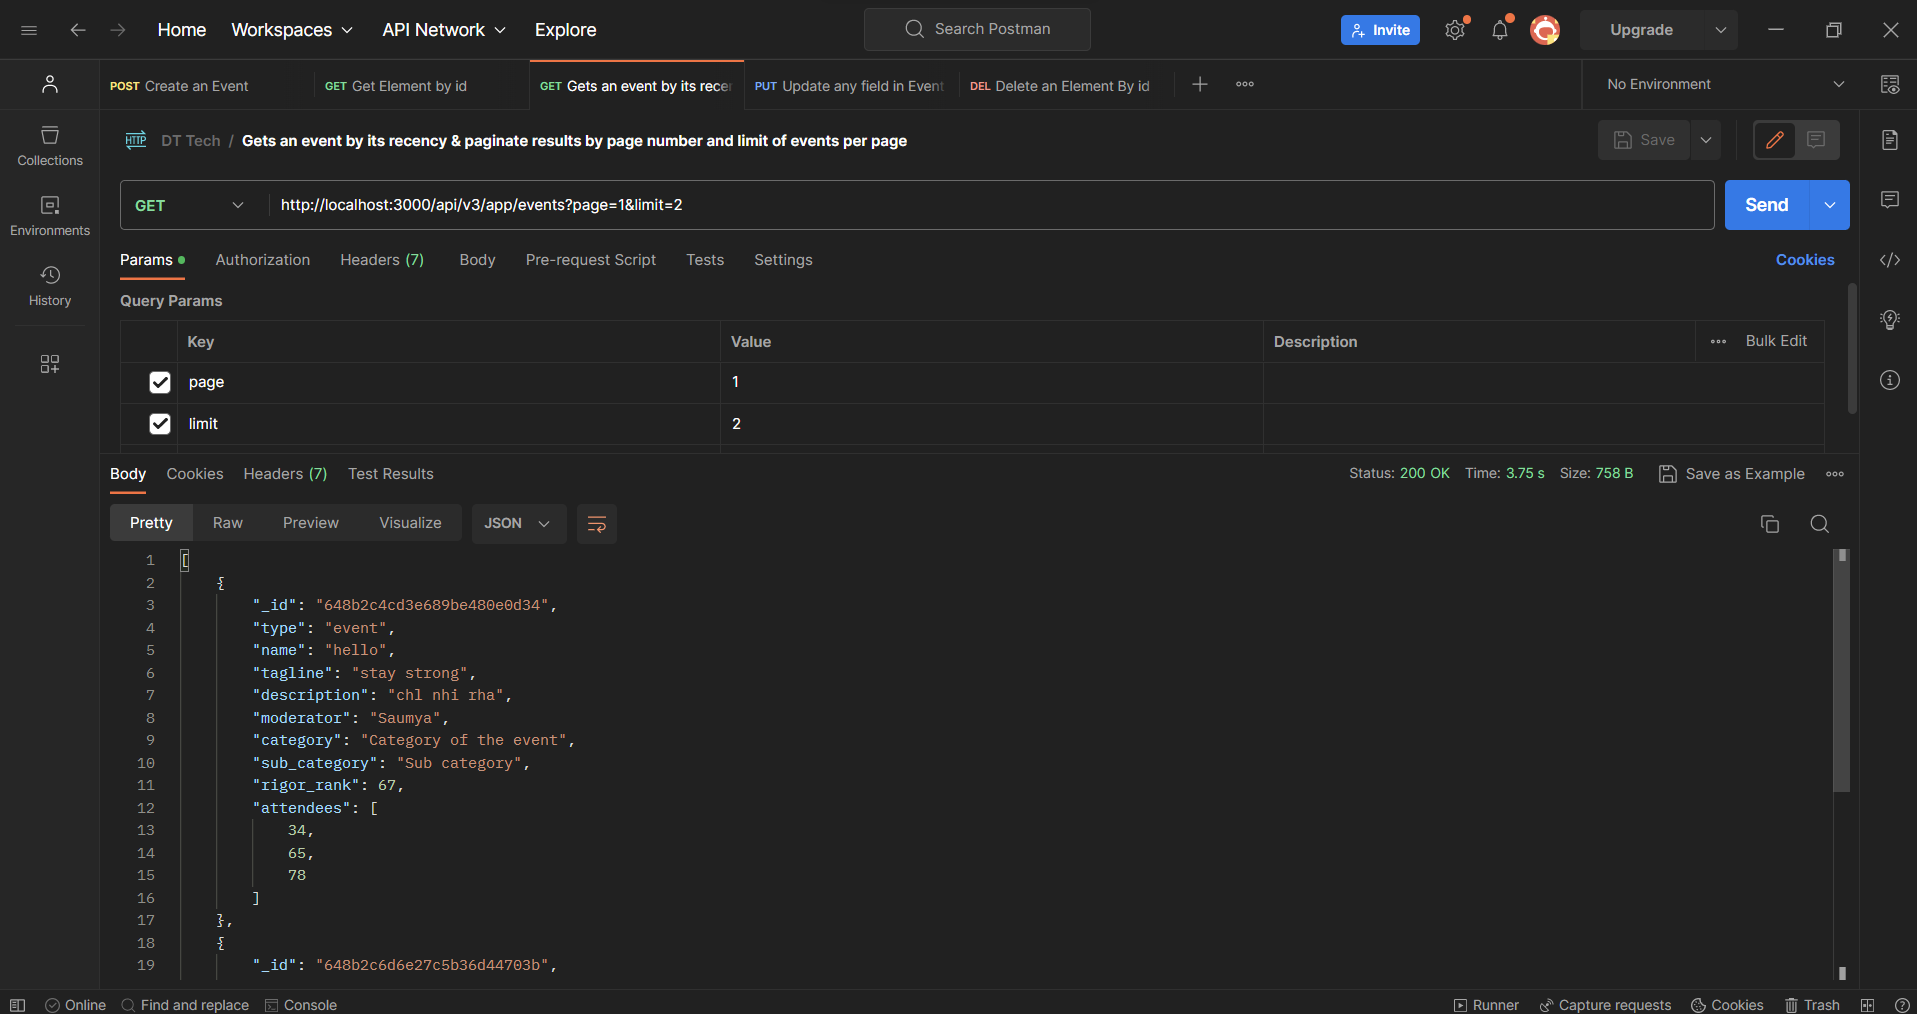 Home Workspaces API Network Explore Search Postman Invite Upgrade
POST Create an Event GET Get Element by id GET Gets an event by its recer PUT Update any field in Event DEL Delete an Element By id No Environment
HTTP DT Tech / Gets an event by its recency & paginate results by page number and limit of events per page Save
Collections
GET http://localhost:3000/api/v3/app/events?page=1&limit=2 Send
Environments
Params Authorization Headers (7) Body Pre-request Script Tests Settings Cookies
History
Query Params
Key Value Description Bulk Edit
page 1
limit 2
Body Cookies Headers (7) Test Results Status: 200 OK Time: 3.75 s Size: 758 B Save as Example
Pretty Raw Preview Visualize JSON
1 [
2 {
3 "_id": "648b2c4cd3e689be480e0d34",
4 "type": "event",
5 "name": "hello",
6 "tagline": "stay strong",
7 "description": "chl nhi rha",
8 "moderator": "Saumya",
9 "category": "Category of the event",
10 "sub_category": "Sub category",
11 "rigor_rank": 67,
12 "attendees": [
13 34,
14 65,
15 78
16 ]
17 },
18 {
19 "_id": "648b2c6d6e27c5b36d44703b",
Online Find and replace Console Runner Capture requests Cookies Trash